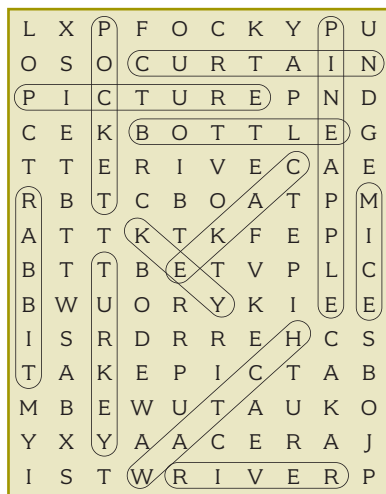 L X P F O C K Y P U
O S O C U R T A I N
P I C T U R E P N D
C E K B O T T L E G
T T E R I V E C A E
R B T C B O A T P M
A T T K T K F E P I
B T T B E T V P L C
B W U O R Y K I E E
I S R D R R E H C S
T A K E P I C T A B
M B E W U T A U K O
Y X Y A A C E R A J
I S T W R I V E R P